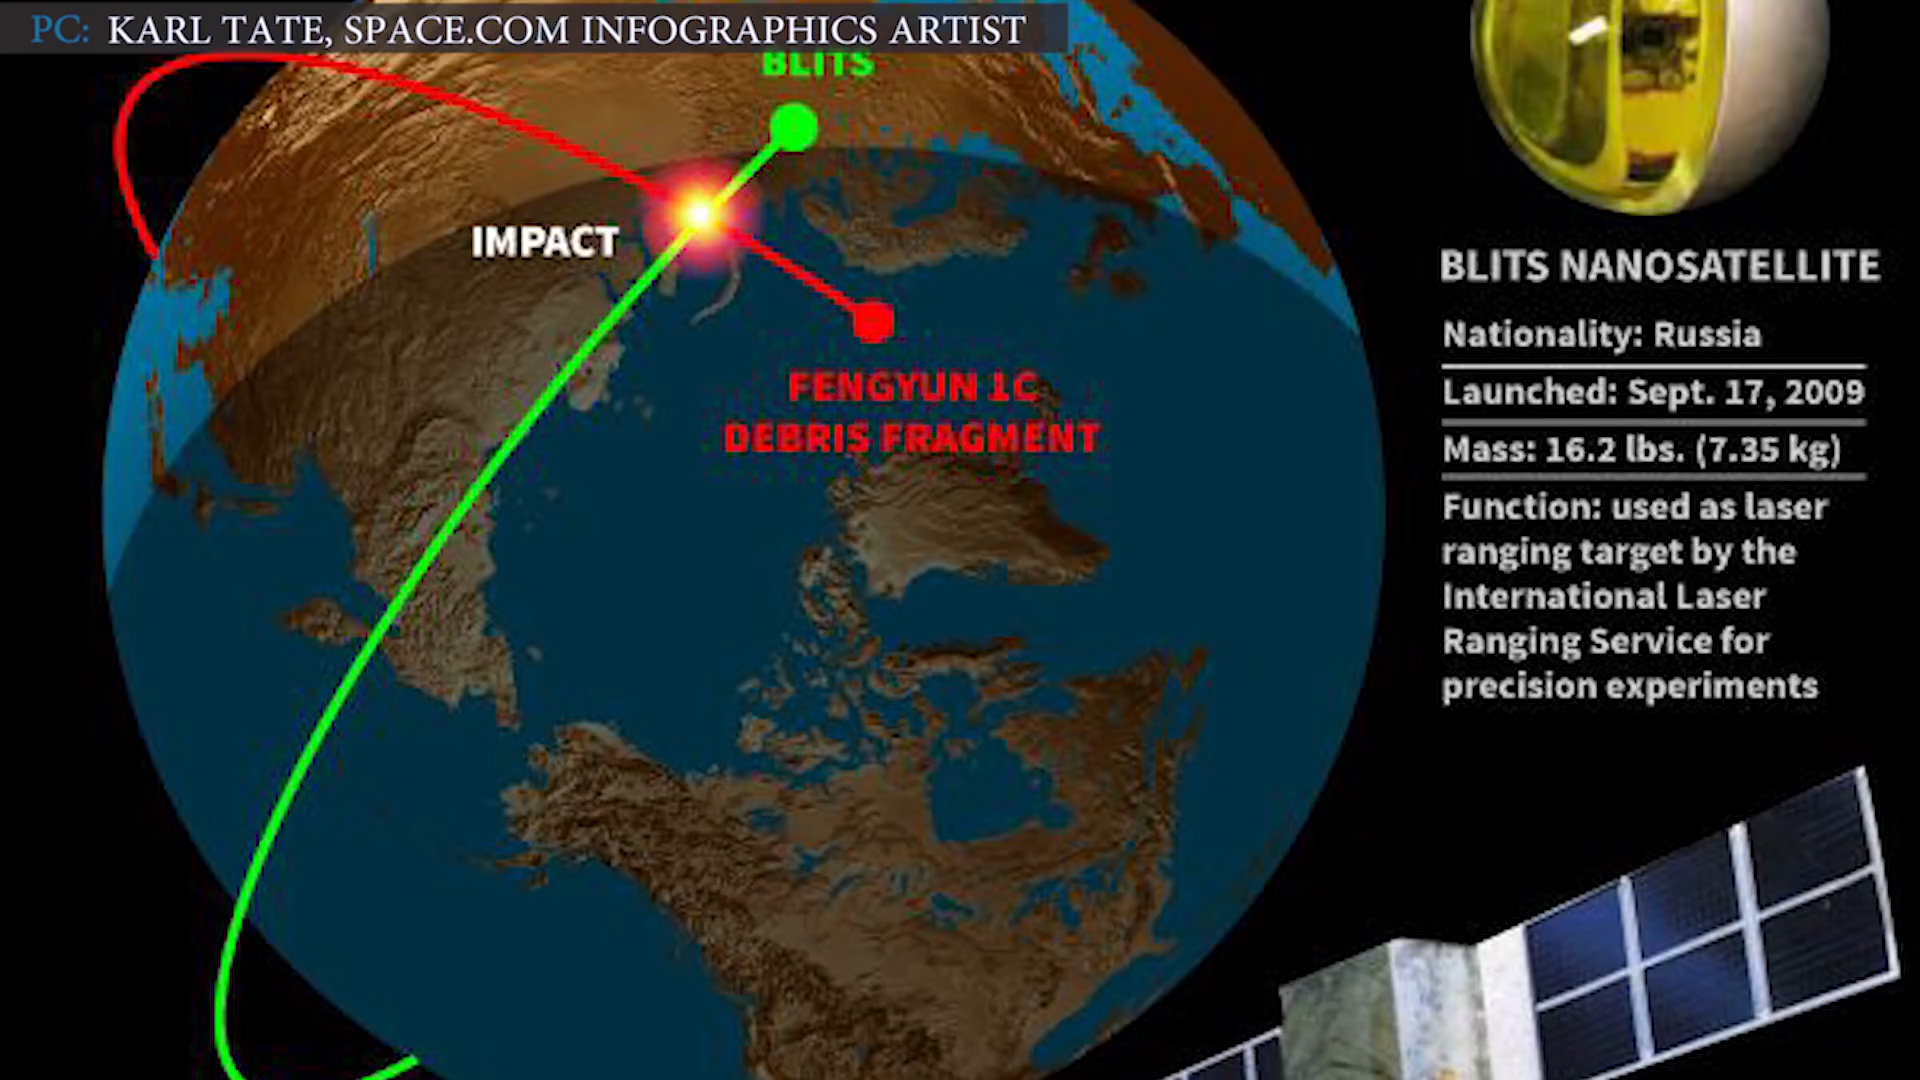 PC: KARL TATE, SPACE.COM INFOGRAPHICS ARTIST
BLITS
IMPACT
FENGYUN 1C
DEBRIS FRAGMENT
BLITS NANOSATELLITE
Nationality: Russia
Launched: Sept. 17, 2009
Mass: 16.2 lbs. (7.35 kg)
Function: used as laser
ranging target by the
International Laser
Ranging Service for
precision experiments